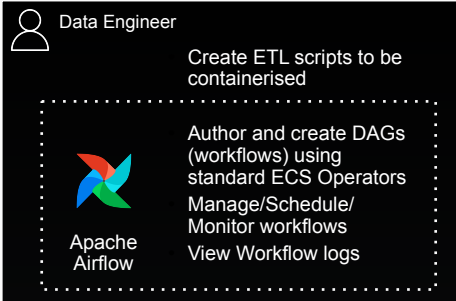 Data Engineer
Create ETL scripts to be
containerised
Author and create DAGs
(workflows) using
standard ECS Operators
Manage/Schedule/
Monitor workflows
View Workflow logs
Apache
Airflow